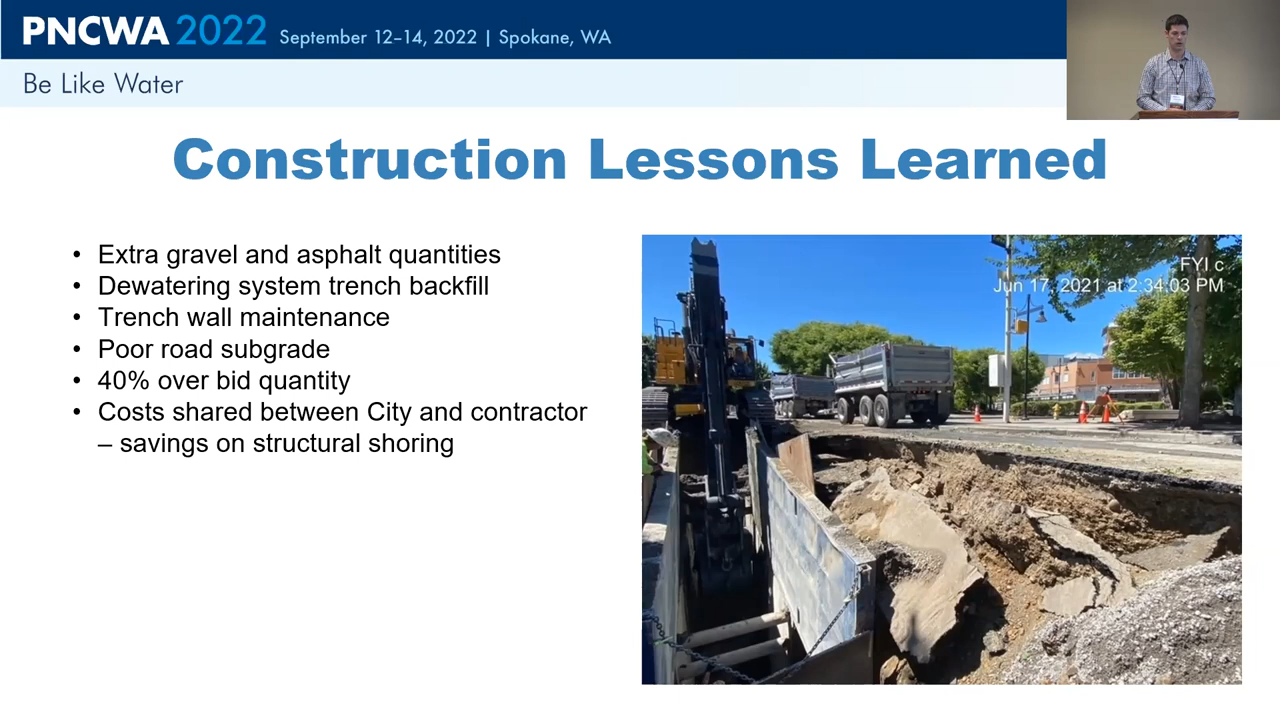 PNCWA 2022 September 12–14, 2022 | Spokane, WA
Be Like Water
Construction Lessons Learned
• Extra gravel and asphalt quantities
• Dewatering system trench backfill
• Trench wall maintenance
• Poor road subgrade
• 40% over bid quantity
• Costs shared between City and contractor
– savings on structural shoring
FYI c
Jun 17, 2021 at 2:34:03 PM